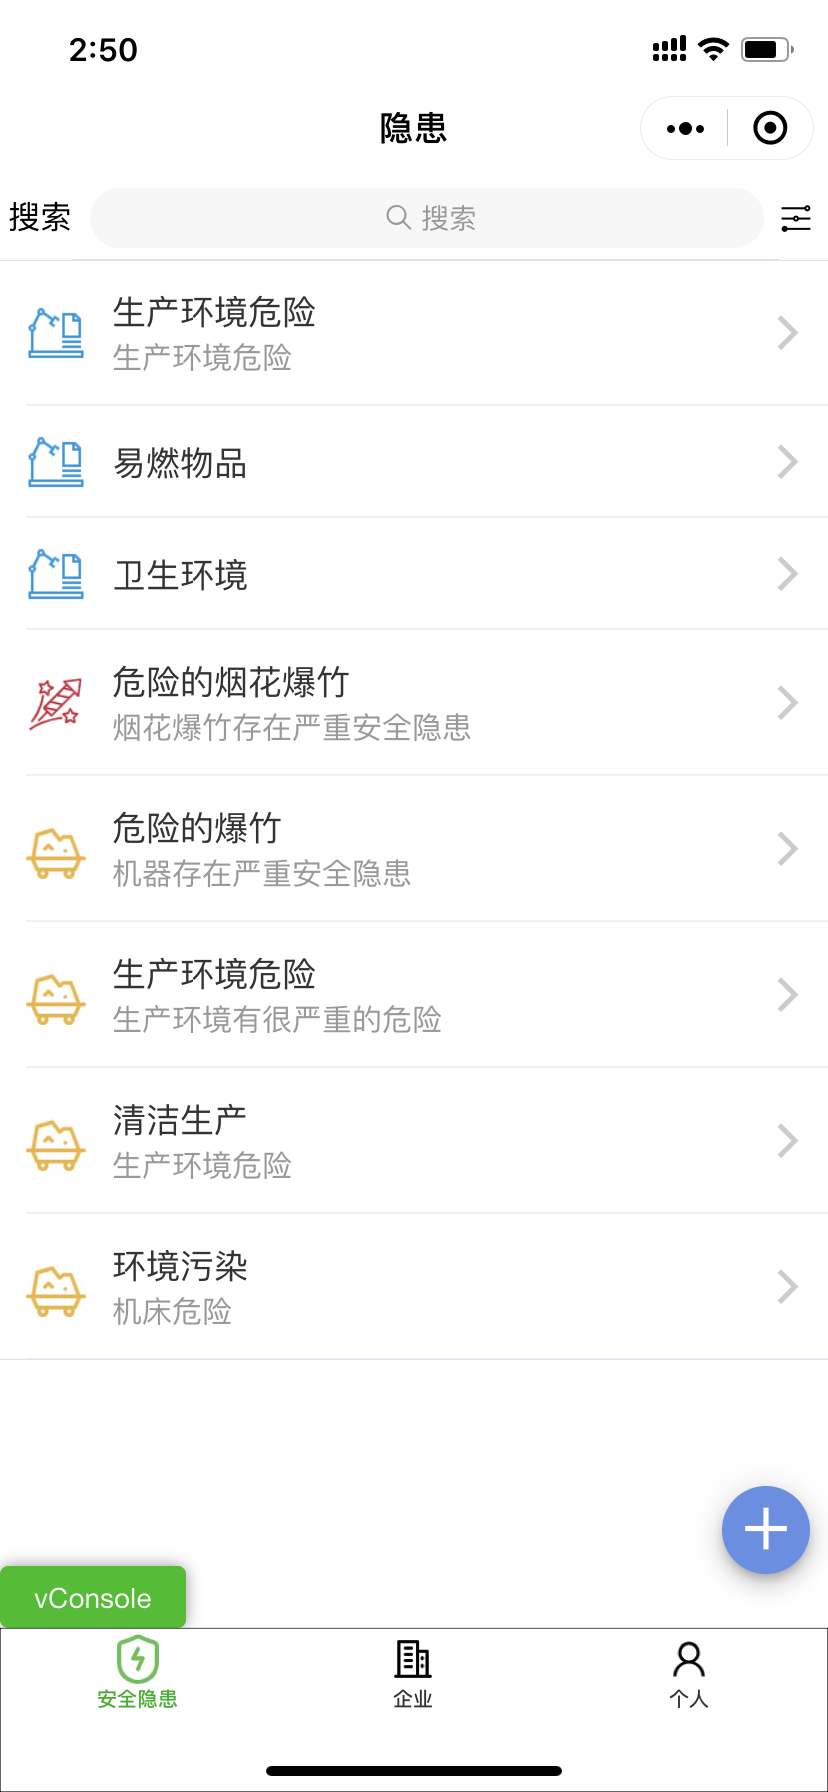 2:50
隐患
搜索
搜索
生产环境危险
生产环境危险
易燃物品
卫生环境
危险的烟花爆竹
烟花爆竹存在严重安全隐患
危险的爆竹
机器存在严重安全隐患
生产环境危险
生产环境有很严重的危险
清洁生产
生产环境危险
环境污染
机床危险
vConsole
安全隐患
企业
个人